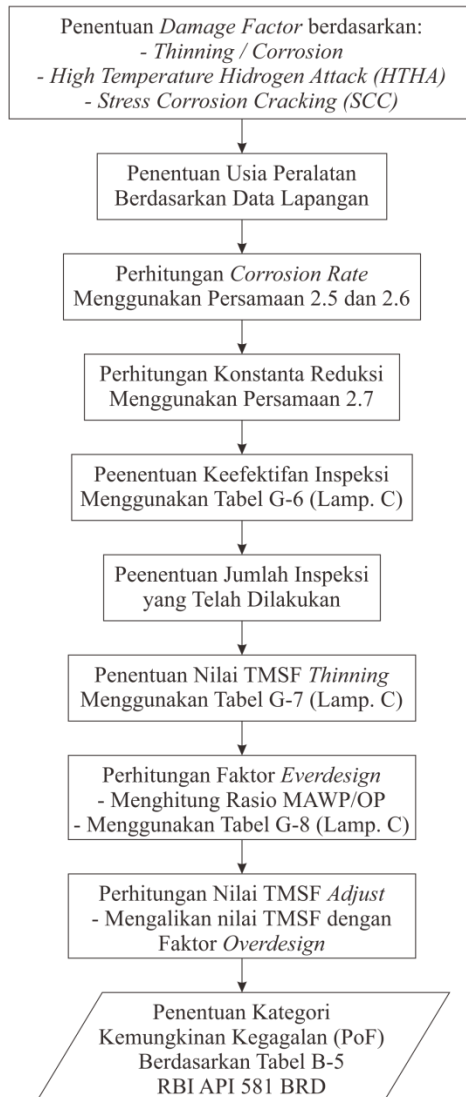 Penentuan Damage Factor berdasarkan:
- Thinning / Corrosion
- High Temperature Hidrogen Attack (HTHA)
- Stress Corrosion Cracking (SCC)
Penentuan Usia Peralatan
Berdasarkan Data Lapangan
Perhitungan Corrosion Rate
Menggunakan Persamaan 2.5 dan 2.6
Perhitungan Konstanta Reduksi
Menggunakan Persamaan 2.7
Peenentuan Keefektifan Inspeksi
Menggunakan Tabel G-6 (Lamp. C)
Peenentuan Jumlah Inspeksi
yang Telah Dilakukan
Penentuan Nilai TMSF Thinning
Menggunakan Tabel G-7 (Lamp. C)
Perhitungan Faktor Everdesign
- Menghitung Rasio MAWP/OP
- Menggunakan Tabel G-8 (Lamp. C)
Perhitungan Nilai TMSF Adjust
- Mengalikan nilai TMSF dengan
Faktor Overdesign
Penentuan Kategori
Kemungkinan Kegagalan (PoF)
Berdasarkan Tabel B-5
RBI API 581 BRD